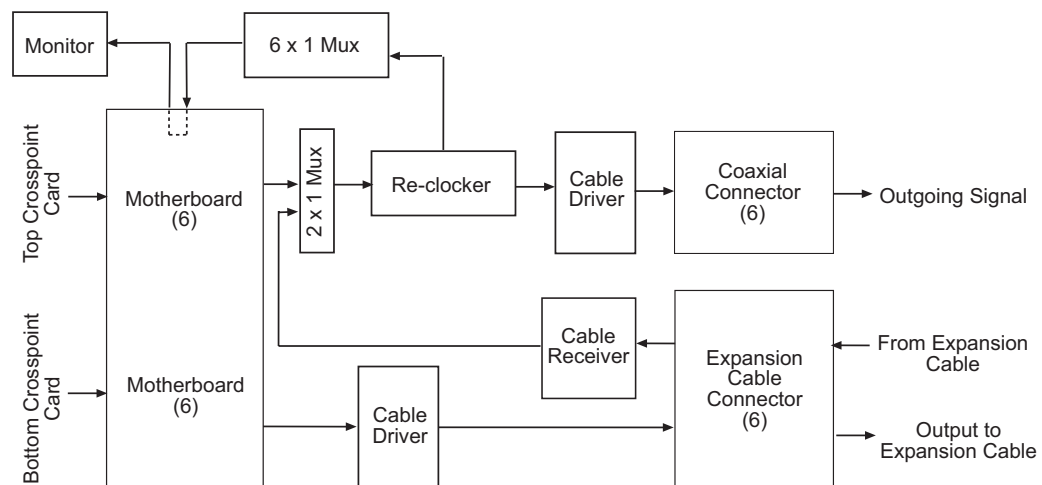 Monitor
6 x 1 Mux
Top Crosspoint
Card
Motherboard
(6)
2 x 1 Mux
Re-clocker
Cable
Driver
Coaxial
Connector
(6)
Outgoing Signal
Bottom Crosspoint
Card
Motherboard
(6)
Cable
Driver
Cable
Receiver
Expansion
Cable
Connector
(6)
From Expansion
Cable
Output to
Expansion Cable